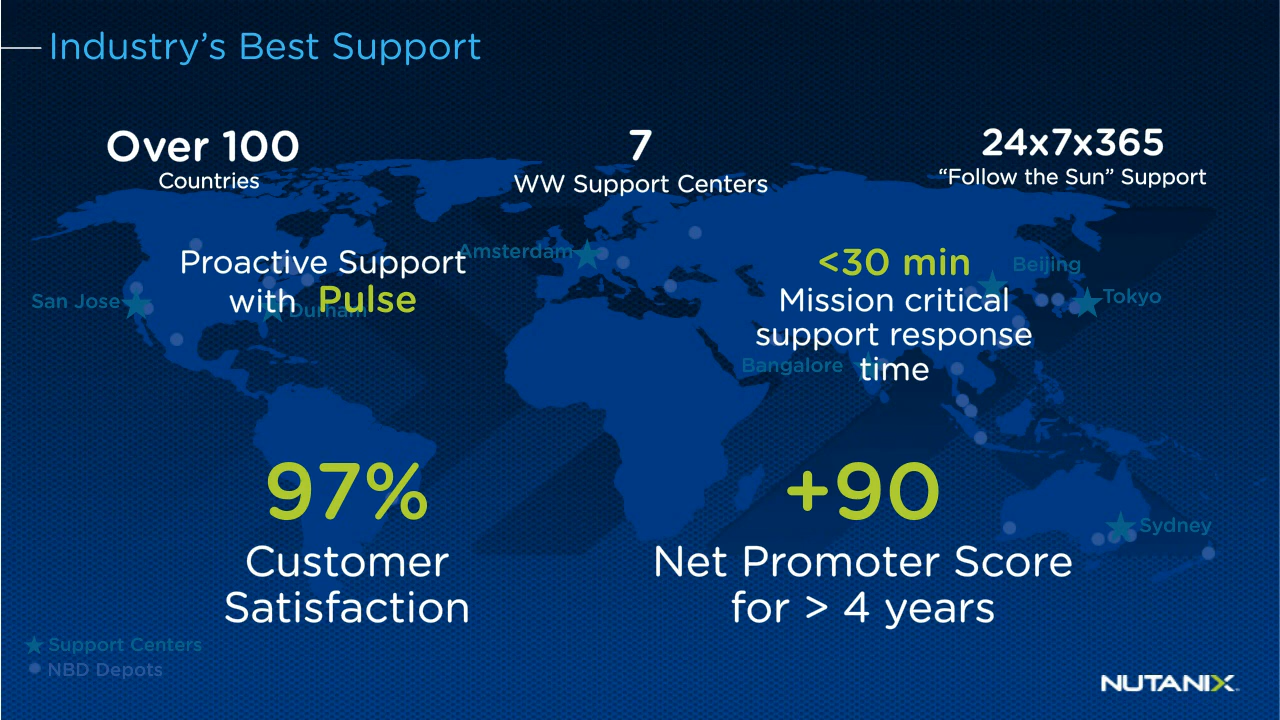 Industry’s Best Support
Over 100
Countries
7
WW Support Centers
24x7x365
“Follow the Sun” Support
Proactive Support
with Pulse
<30 min
Mission critical
support response
time
San Jose
Durham
Amsterdam
Bangalore
Beijing
Tokyo
Sydney
97%
Customer
Satisfaction
+90
Net Promoter Score
for > 4 years
Support Centers
NBD Depots
NUTANIX